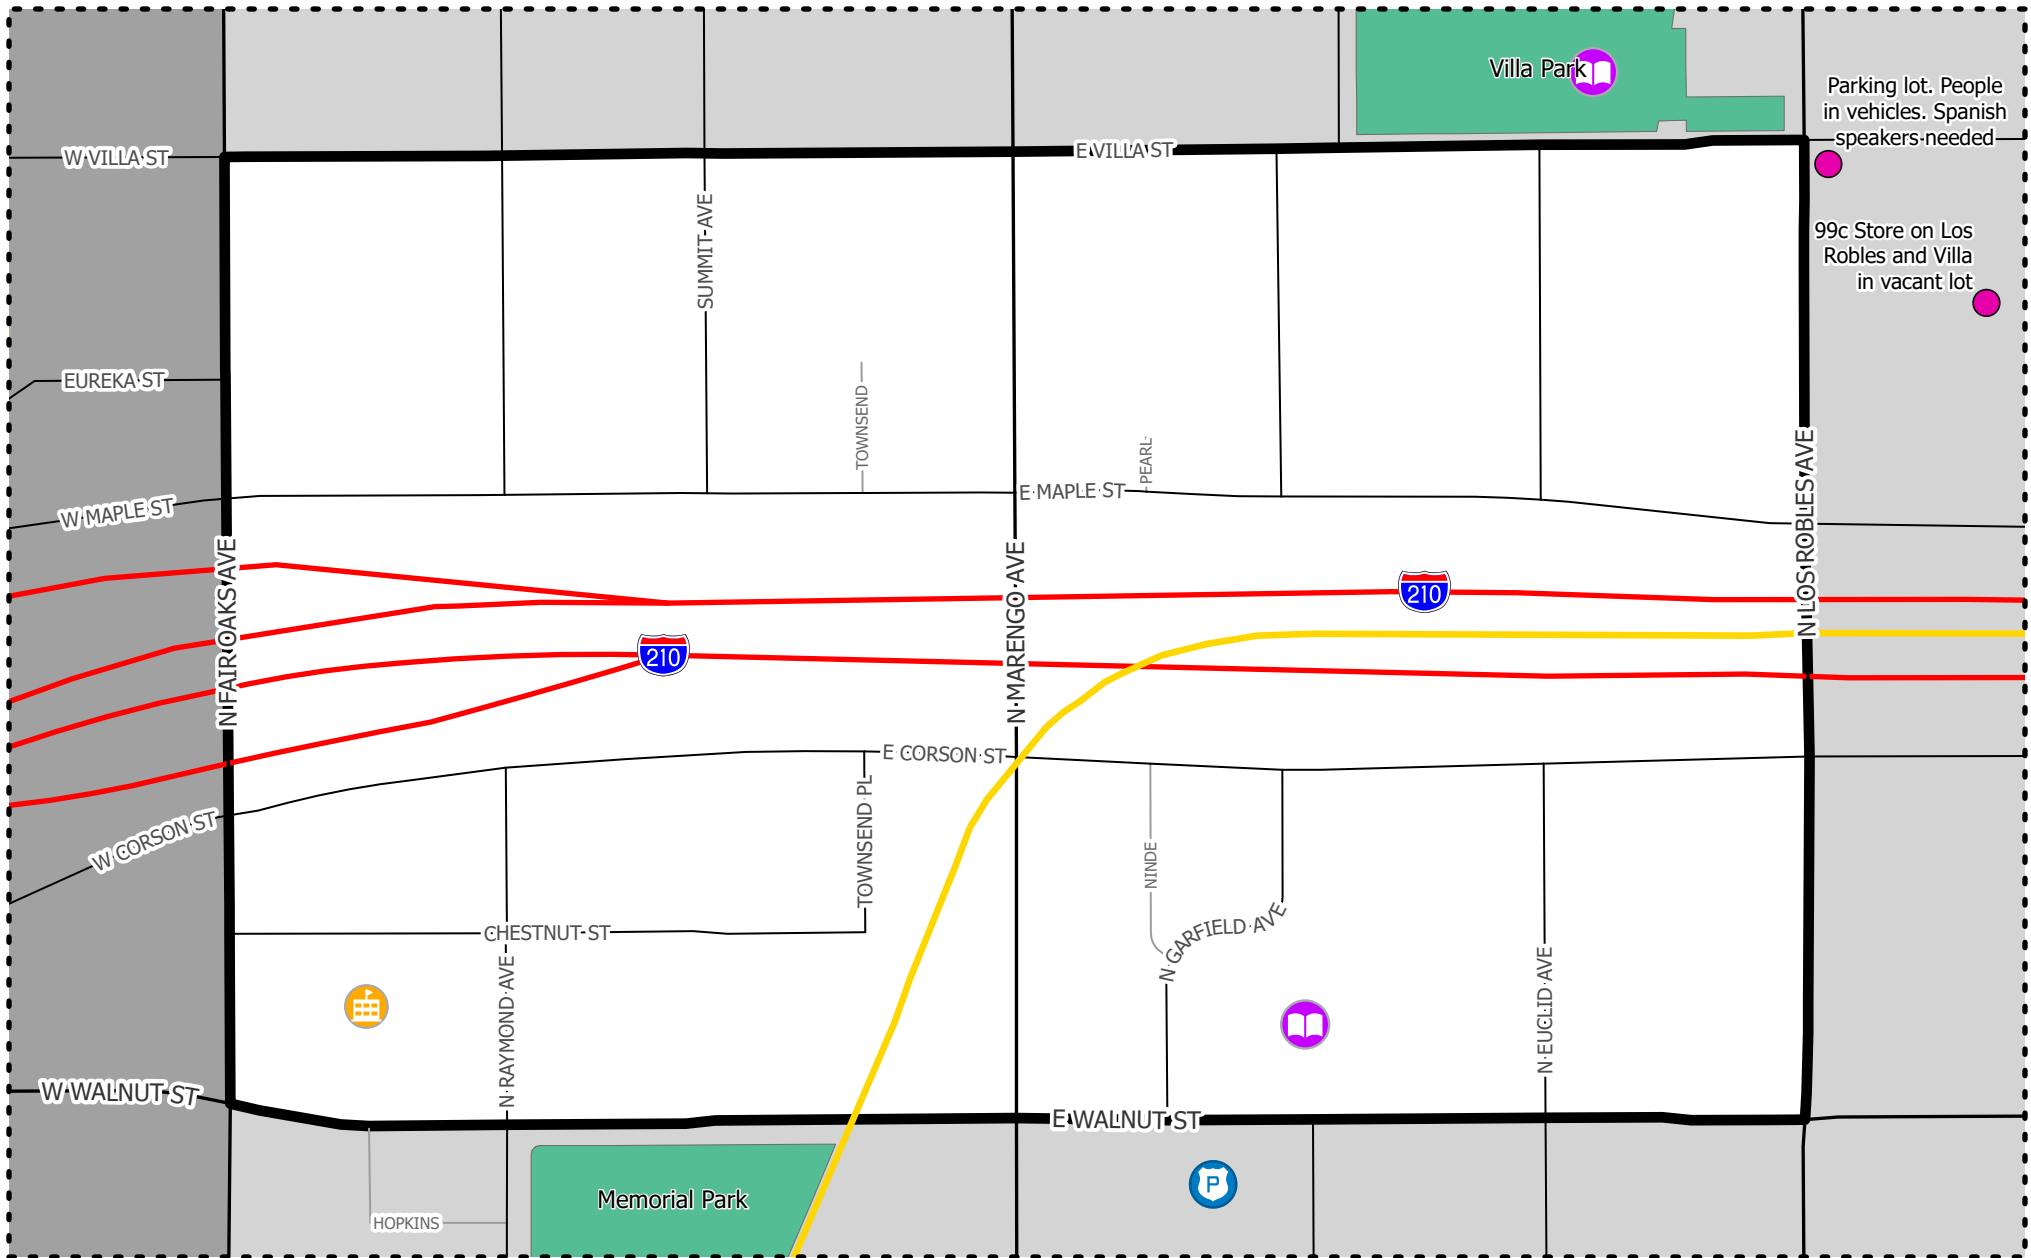 Villa Park
Parking lot. People
in vehicles. Spanish
speakers needed
W VILLA ST
E VILLA ST
SUMMIT AVE
99c Store on Los
Robles and Villa
in vacant lot
EUREKA ST
TOWNSEND
PEARL
N LOS ROBLES AVE
W MAPLE ST
E MAPLE ST
N FAIR OAKS AVE
N MARENGO AVE
210
210
E CORSON ST
W CORSON ST
TOWNSEND PL
NINDE
CHESTNUT ST
N GARFIELD AVE
N RAYMOND AVE
N EUCLID AVE
W WALNUT ST
E WALNUT ST
P
Memorial Park
HOPKINS